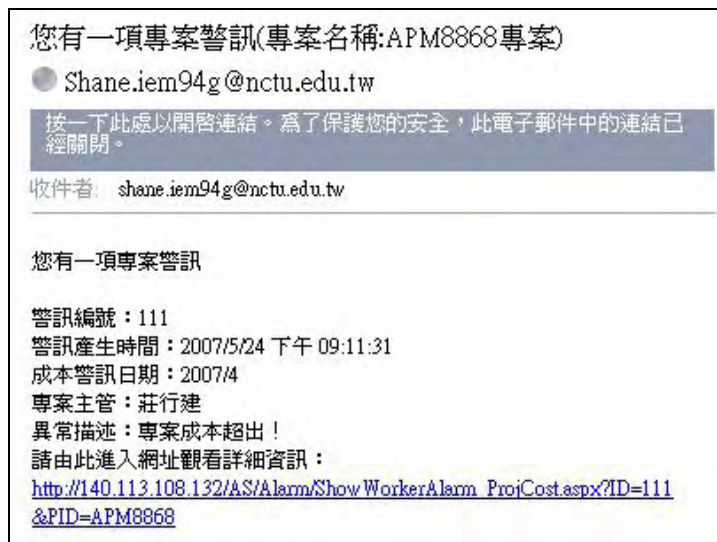 您有一項專案警訊(專案名稱:APM8868專案)
Shane.iem94g@nctu.edu.tw
按一下此處以開啓連結。爲了保護您的安全，此電子郵件中的連結已
經關閉。
收件者: shane.iem94g@nctu.edu.tw
您有一項專案警訊
警訊編號：111
警訊產生時間：2007/5/24 下午 09:11:31
成本警訊日期：2007/4
專案主管：莊行建
異常描述：專案成本超出！
請由此進入網址觀看詳細資訊：
http://140.113.108.132/AS/Alarm/ShowWorkerAlarm_ProjCost.aspx?ID=111
&PID=APM8868